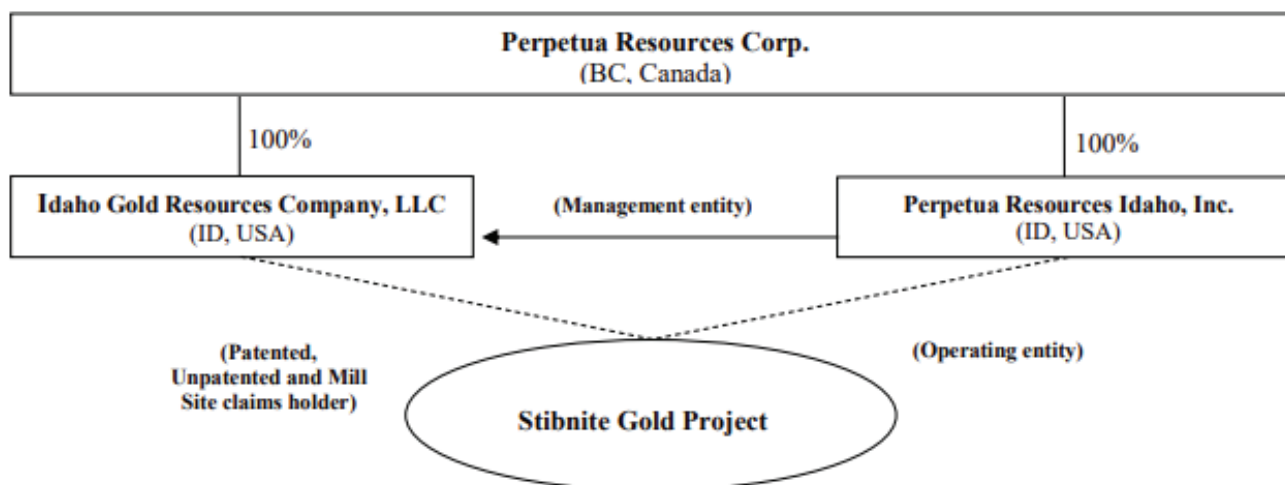 Perpetua Resources Corp.
(BC, Canada)
100%
100%
Idaho Gold Resources Company, LLC
(ID, USA)
(Management entity)
Perpetua Resources Idaho, Inc.
(ID, USA)
(Patented,
Unpatented and Mill
Site claims holder)
(Operating entity)
Stibnite Gold Project